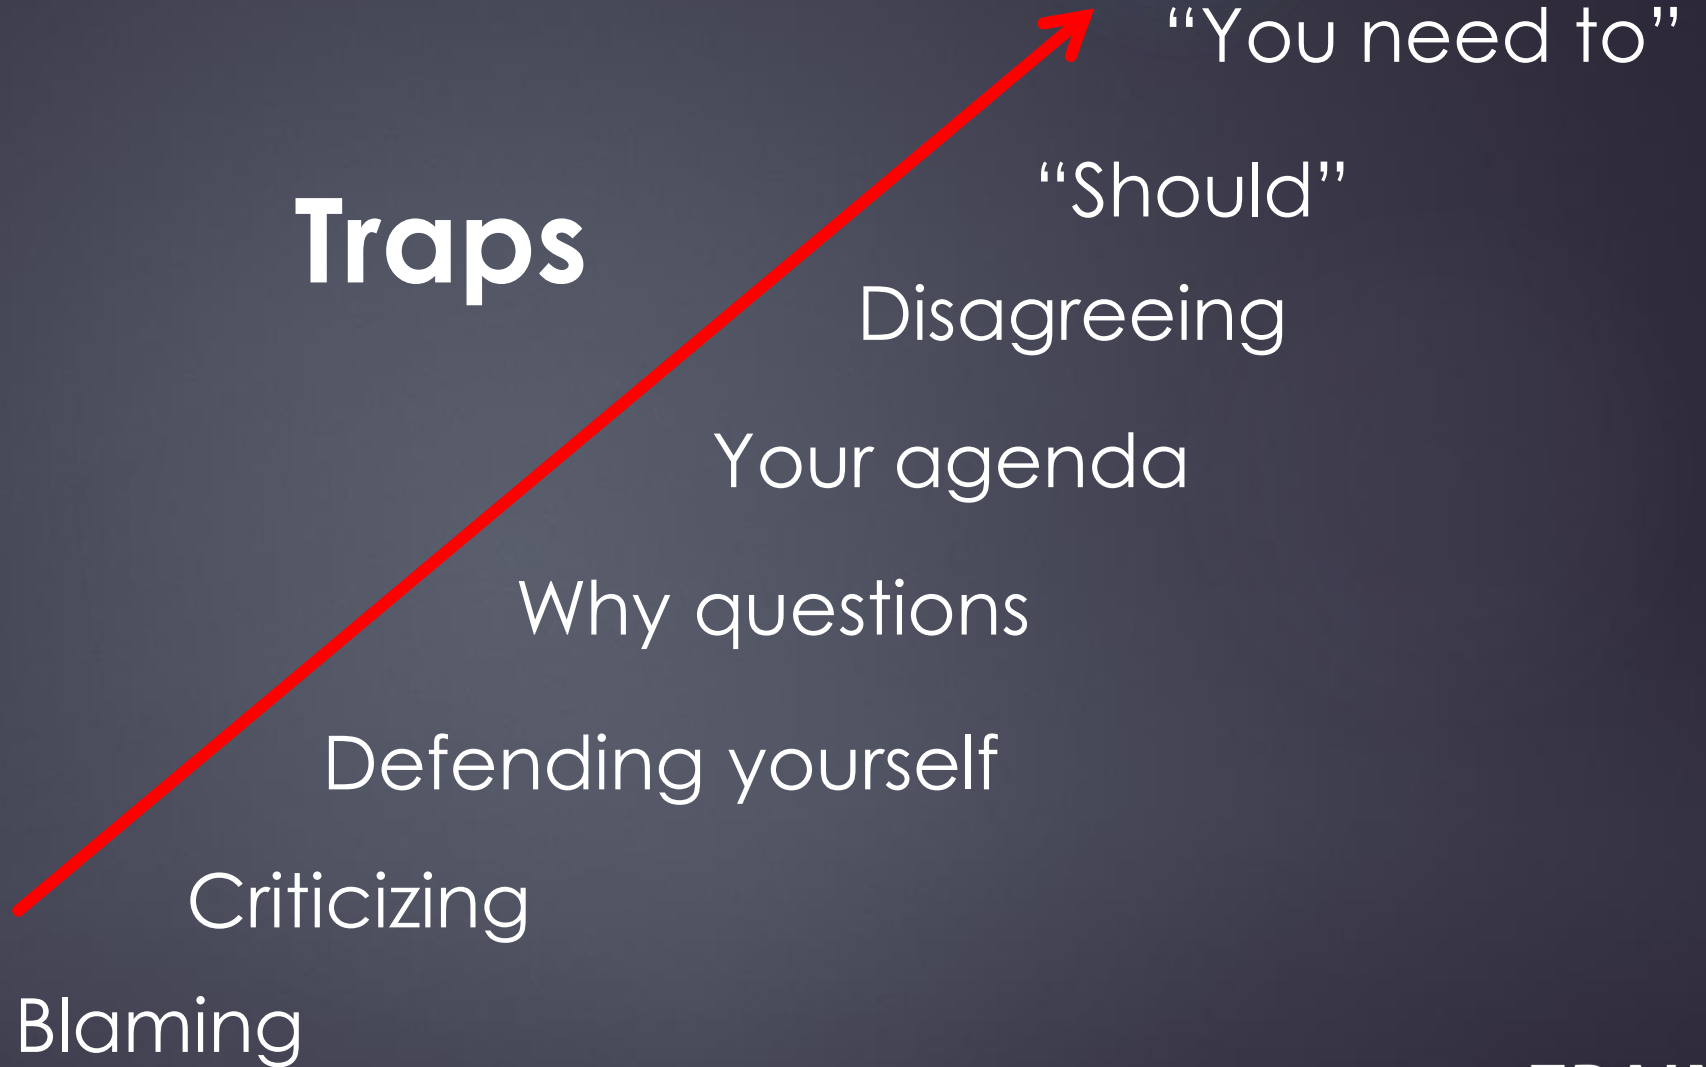 “You need to”
“Should”
Traps
Disagreeing
Your agenda
Why questions
Defending yourself
Criticizing
Blaming